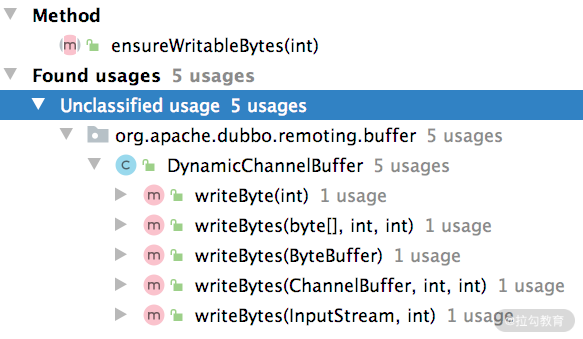 Method
ensureWritableBytes(int)
Found usages 5 usages
Unclassified usage 5 usages
org.apache.dubbo.remoting.buffer 5 usages
DynamicChannelBuffer 5 usages
writeByte(int) 1 usage
writeBytes(byte[], int, int) 1 usage
writeBytes(ByteBuffer) 1 usage
writeBytes(ChannelBuffer, int, int) 1 usage
writeBytes(InputStream, int) 1 usage
@拉勾教育